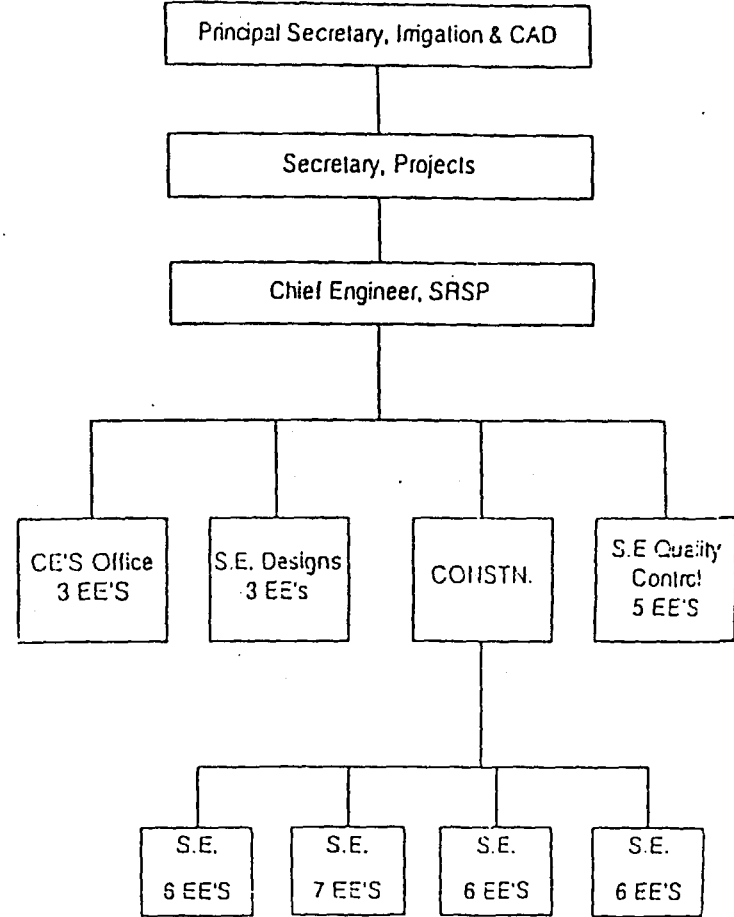 Principal Secretary, Irrigation & CAD
Secretary, Projects
Chief Engineer, SRSP
CE'S Office
3 EE'S
S.E. Designs
3 EE's
CONSTN.
S.E Quality
Control
5 EE'S
S.E.
6 EE'S
S.E.
7 EE'S
S.E.
6 EE'S
S.E.
6 EE'S